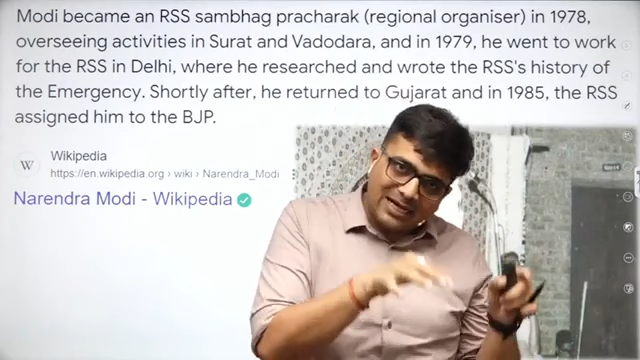 Modi became an RSS sambhag pracharak (regional organiser) in 1978,
overseeing activities in Surat and Vadodara, and in 1979, he went to work
for the RSS in Delhi, where he researched and wrote the RSS's history of
the Emergency. Shortly after, he returned to Gujarat and in 1985, the RSS
assigned him to the BJP.
W
Wikipedia
https://en.wikipedia.org › wiki › Narendra_Modi
Narendra Modi - Wikipedia